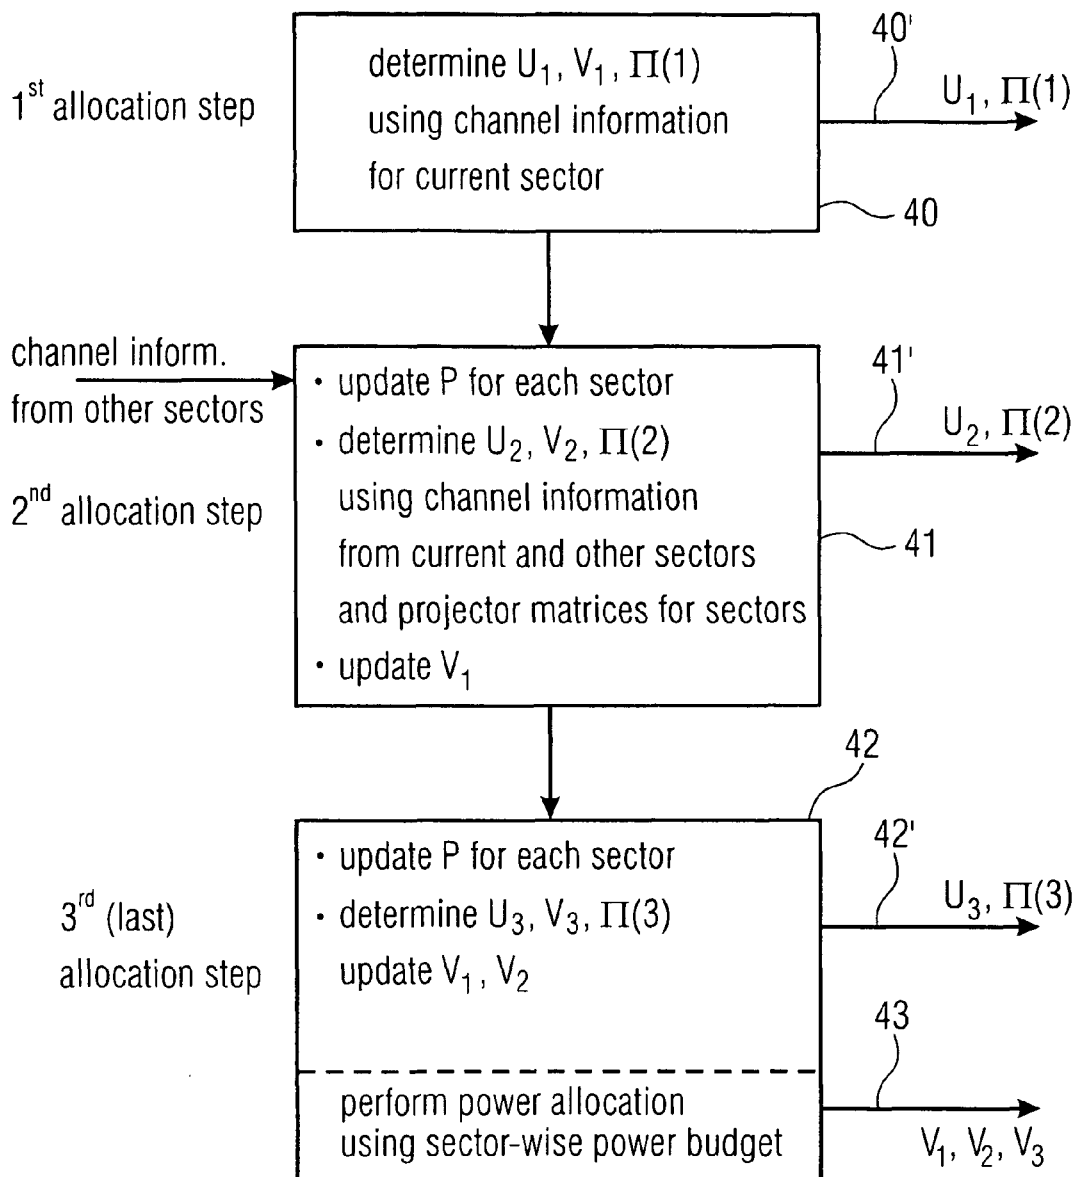 1st allocation step
determine U1, V1, Π(1)
using channel information
for current sector
40'
U1, Π(1)
40
channel inform.
from other sectors
2nd allocation step
· update P for each sector
· determine U2, V2, Π(2)
using channel information
from current and other sectors
and projector matrices for sectors
· update V1
41'
U2, Π(2)
41
42
3rd (last)
allocation step
· update P for each sector
· determine U3, V3, Π(3)
update V1, V2
42'
U3, Π(3)
43
perform power allocation
using sector-wise power budget
V1, V2, V3